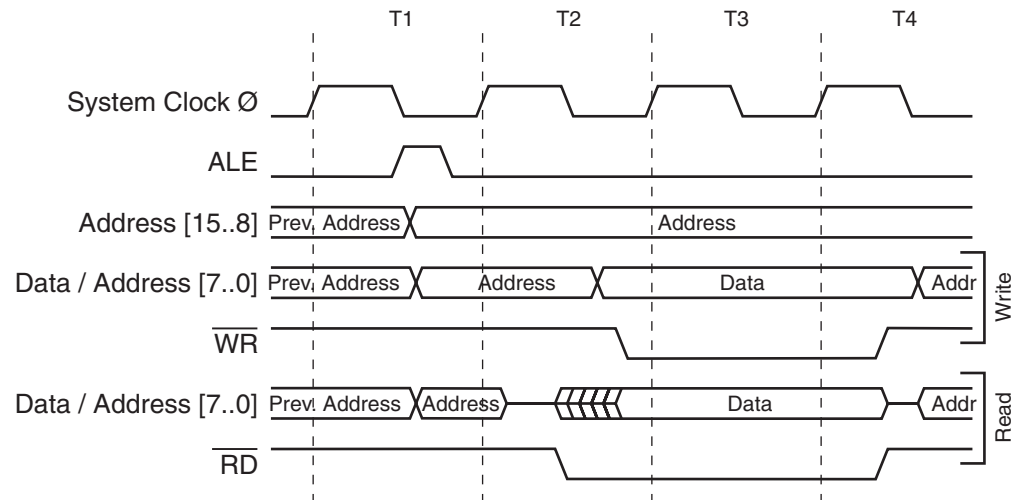 T1 T2 T3 T4
System Clock Ø
ALE
Address [15..8] Prev. Address Address
Data / Address [7..0] Prev. Address Address Data Addr
WR
Write
Data / Address [7..0] Prev. Address Address Data Addr
RD
Read